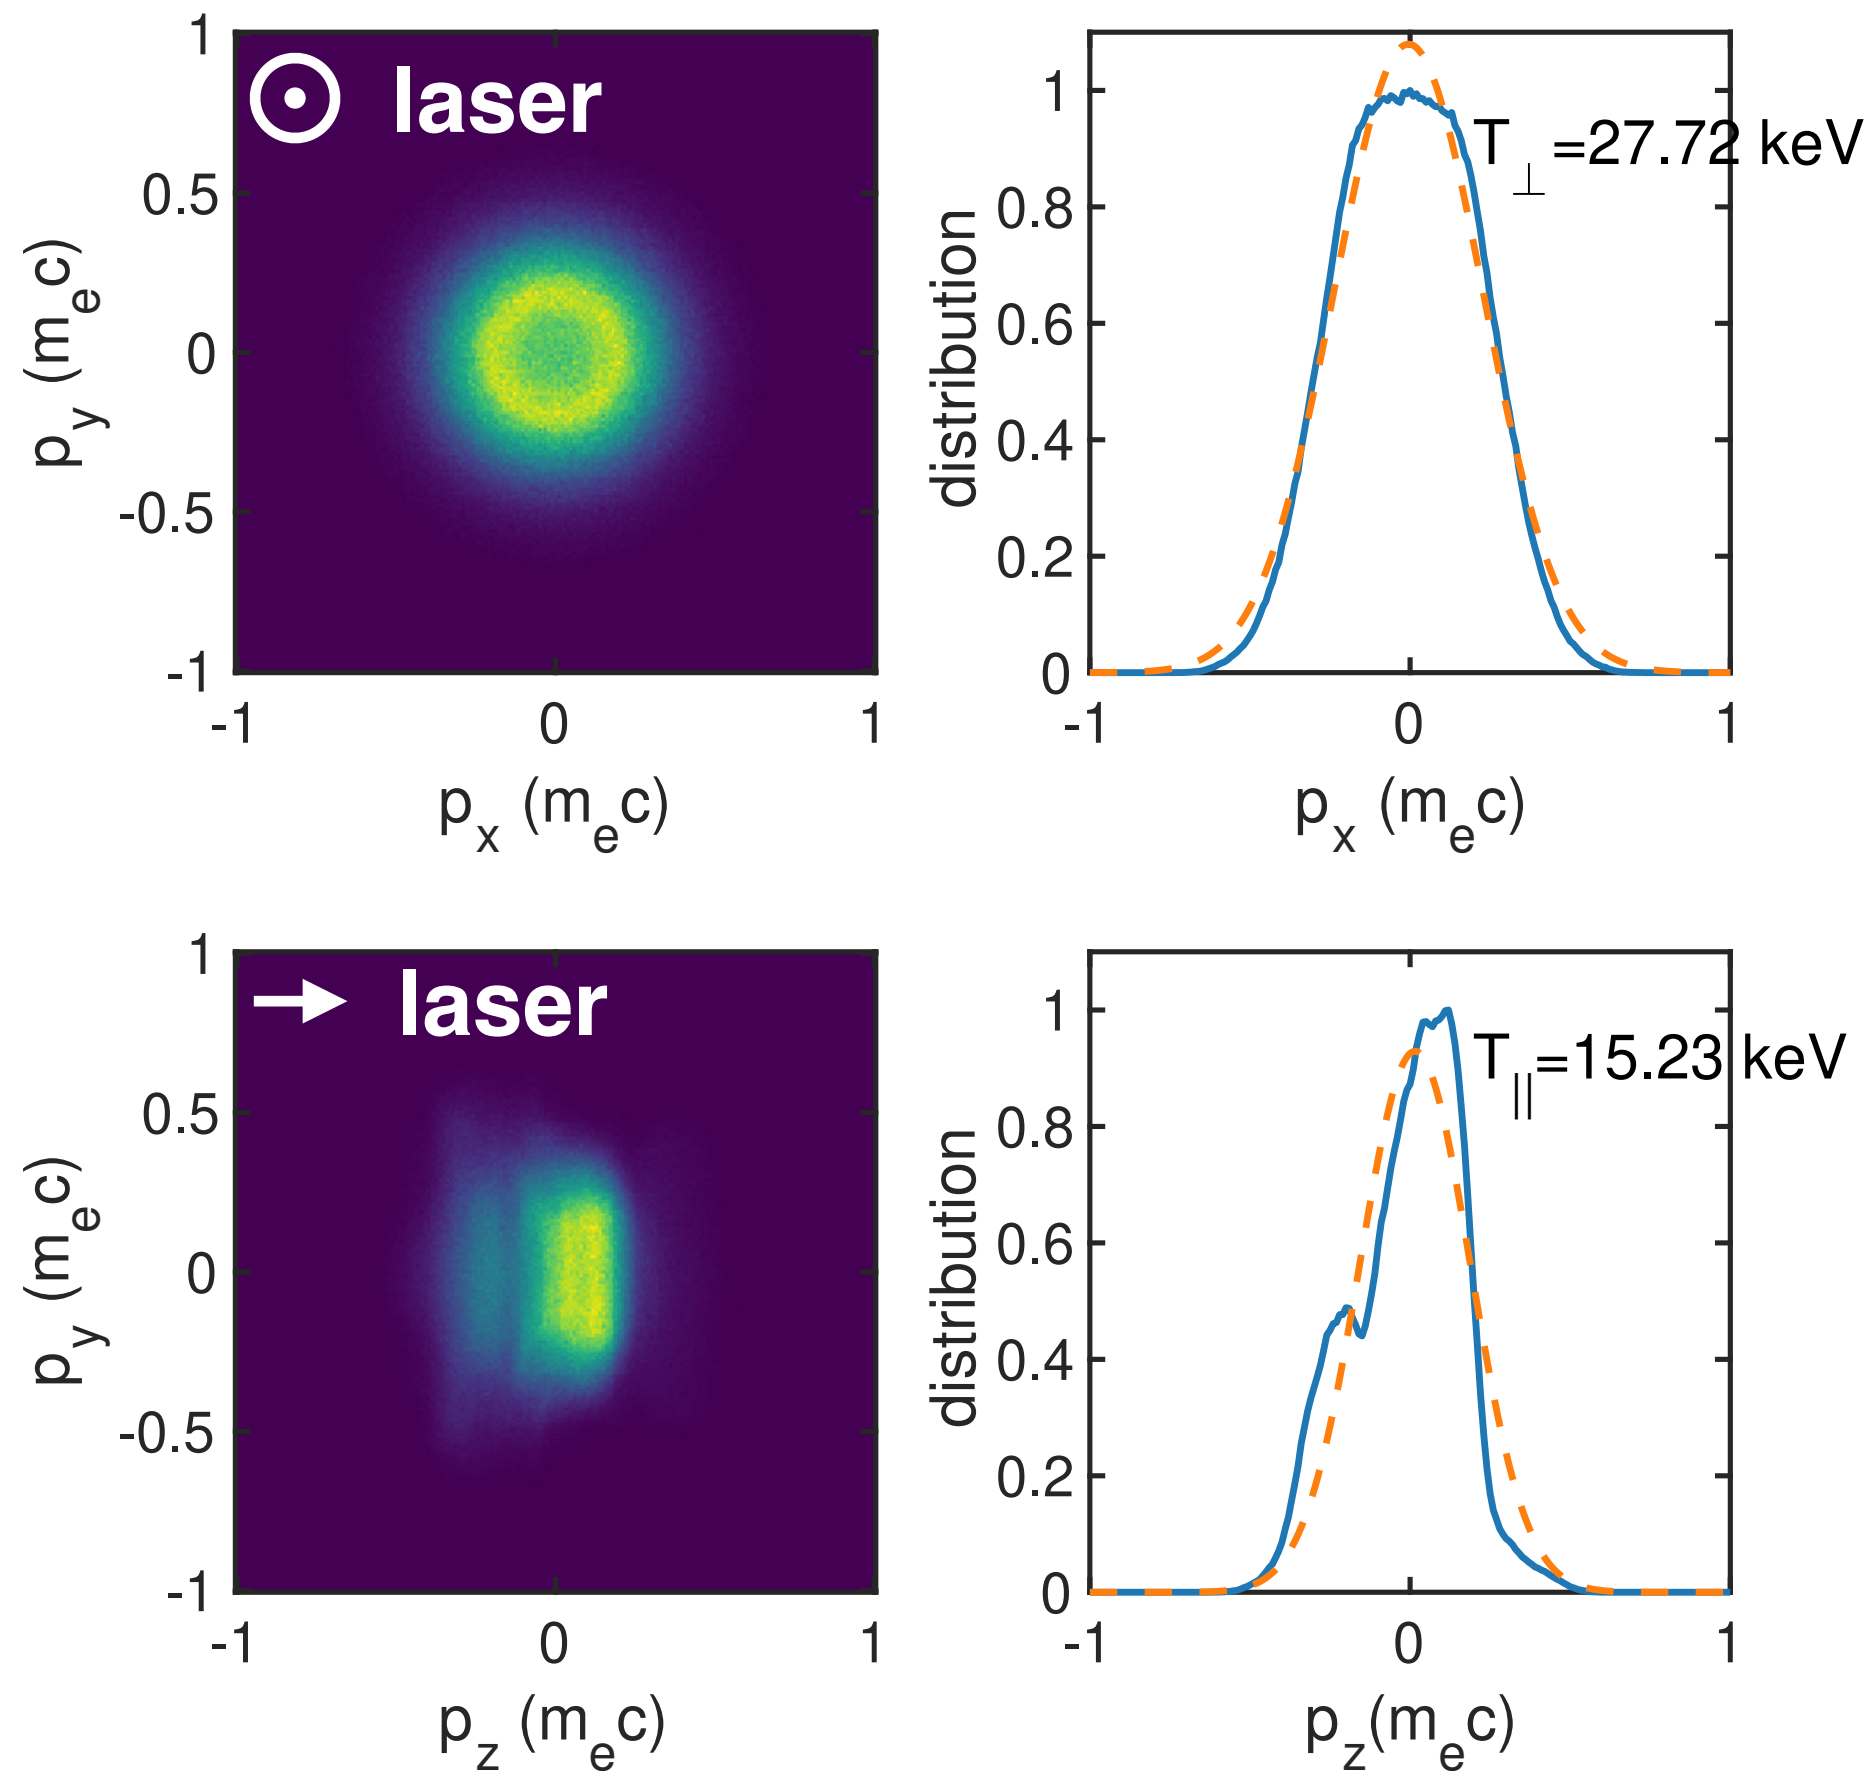 1
0.5
0
-0.5
-1
p_y (m_e c)
laser
-1 0 1
p_x (m_e c)
1
0.8
0.6
0.4
0.2
0
distribution
T_⊥=27.72 keV
-1 0 1
p_x (m_e c)
1
0.5
0
-0.5
-1
p_y (m_e c)
laser
-1 0 1
p_z (m_e c)
1
0.8
0.6
0.4
0.2
0
distribution
T_||=15.23 keV
-1 0 1
p_z(m_e c)